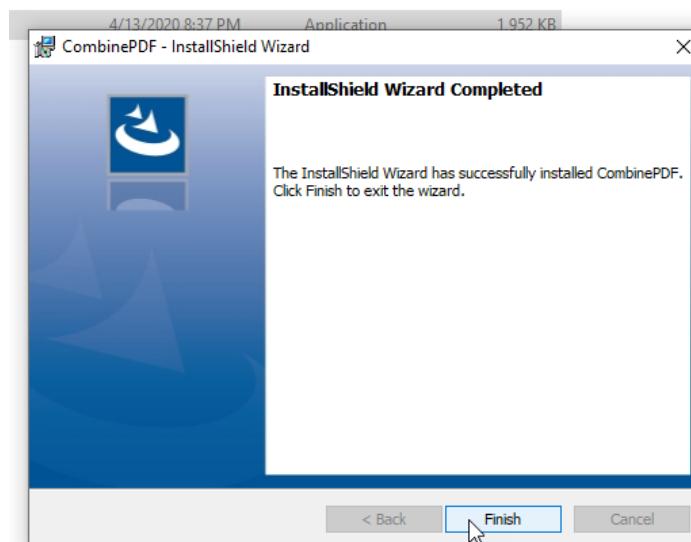 4/13/2020 8:37 PM Application 1,952 KB
CombinePDF - InstallShield Wizard
InstallShield Wizard Completed
The InstallShield Wizard has successfully installed CombinePDF.
Click Finish to exit the wizard.
< Back Finish Cancel